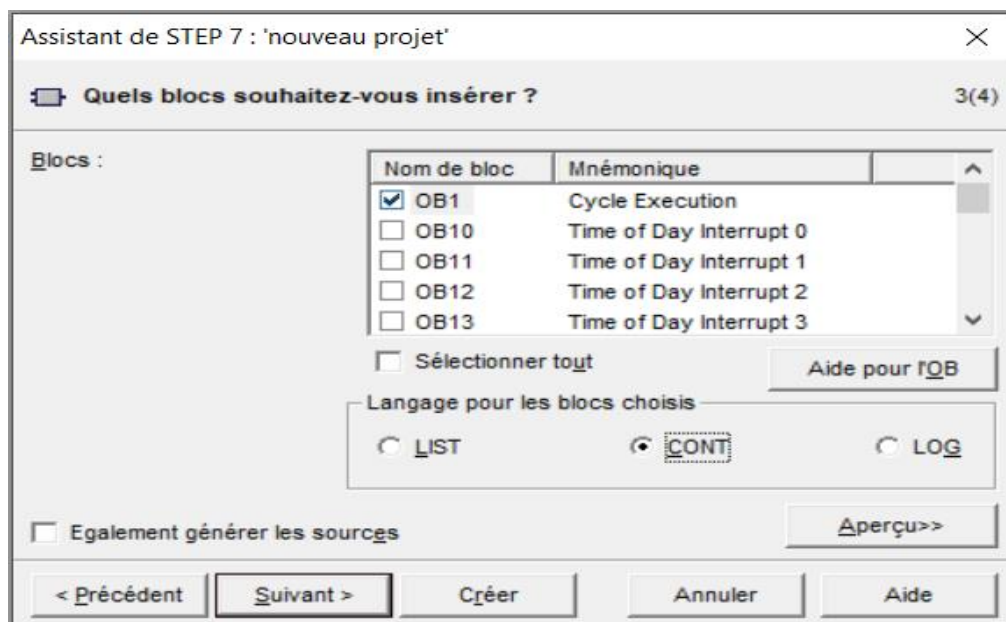 Assistant de STEP 7 : 'nouveau projet'
Quels blocs souhaitez-vous insérer ? 3(4)
Blocs :
Nom de bloc Mnémonique
OB1 Cycle Execution
OB10 Time of Day Interrupt 0
OB11 Time of Day Interrupt 1
OB12 Time of Day Interrupt 2
OB13 Time of Day Interrupt 3
Sélectionner tout Aide pour l'OB
Langage pour les blocs choisis
LIST CONT LOG
Egalement générer les sources Aperçu>>
< Précédent Suivant > Créer Annuler Aide